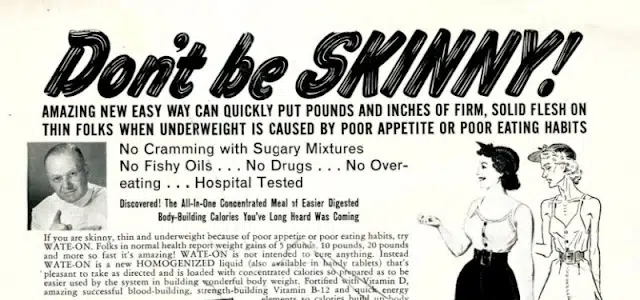 Don't be SKINNY!
AMAZING NEW EASY WAY CAN QUICKLY PUT POUNDS AND INCHES OF FIRM, SOLID FLESH ON
THIN FOLKS WHEN UNDERWEIGHT IS CAUSED BY POOR APPETITE OR POOR EATING HABITS
No Cramming with Sugary Mixtures
No Fishy Oils . . . No Drugs . . . No Over-
eating . . . Hospital Tested
Discovered! The All-In-One Concentrated Meal of Easier Digested
Body-Building Calories You've Long Heard Was Coming
If you are skinny, thin and underweight because of poor appetite or poor eating habits, try
WATE-ON. Folks in normal health report weight gains of 5 pounds, 10 pounds, 20 pounds
and more so fast it's amazing! WATE-ON is not intended to cure anything. Instead
WATE-ON is a new HOMOGENIZED liquid (also available in handy tablets) that's
pleasant to take as directed and is loaded with concentrated calories so prepared as to be
easier used by the system in building wonderful body weight. Fortified with Vitamin D,
amazing successful blood-building, strength-building Vitamin B-12 and quick energy
elements to calories build